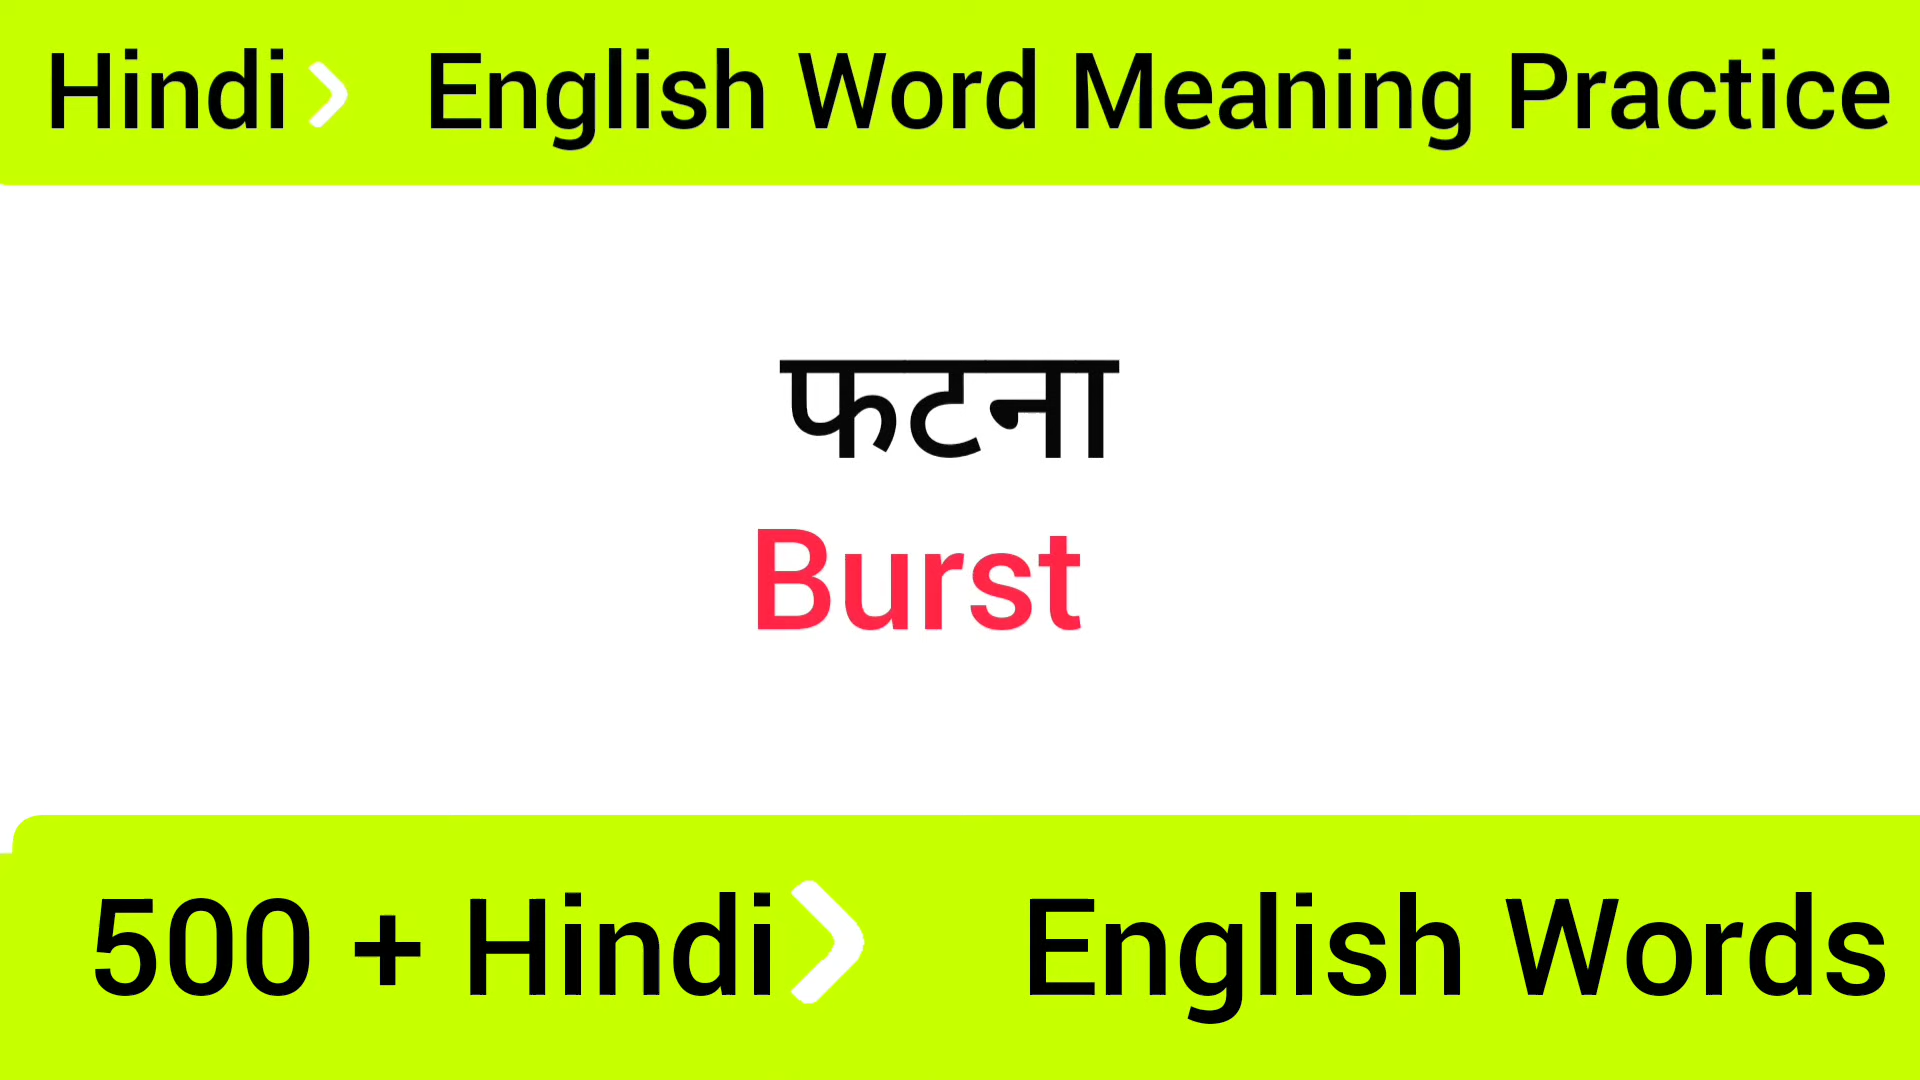 Hindi > English Word Meaning Practice
फटना
Burst
500 + Hindi > English Words